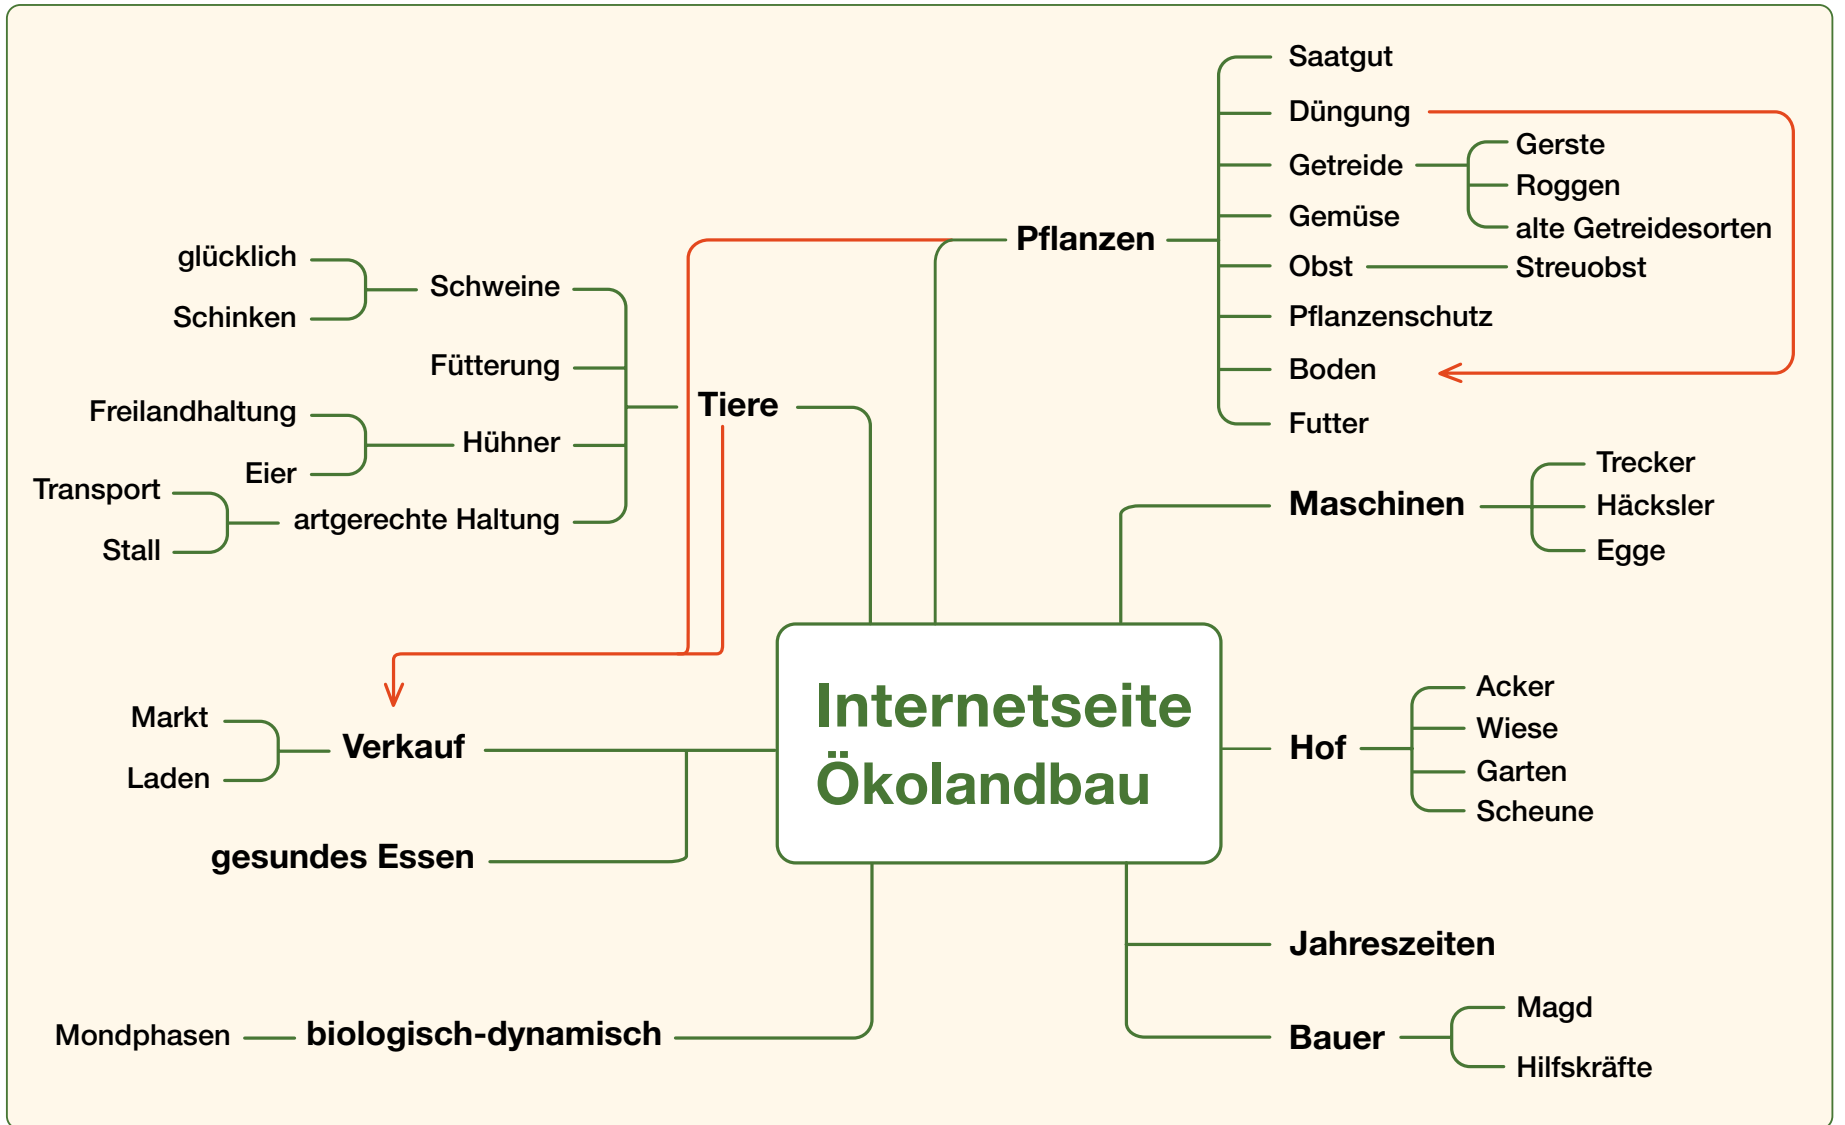 Saatgut
Düngung
Getreide
Gerste
Roggen
alte Getreidesorten
Gemüse
Pflanzen
Obst
Streuobst
Pflanzenschutz
Boden
Futter
glücklich
Schinken
Schweine
Fütterung
Freilandhaltung
Eier
Hühner
Transport
Stall
artgerechte Haltung
Tiere
Maschinen
Trecker
Häcksler
Egge
Internetseite
Ökolandbau
Markt
Laden
Verkauf
gesundes Essen
Hof
Acker
Wiese
Garten
Scheune
Jahreszeiten
Mondphasen
biologisch-dynamisch
Bauer
Magd
Hilfskräfte